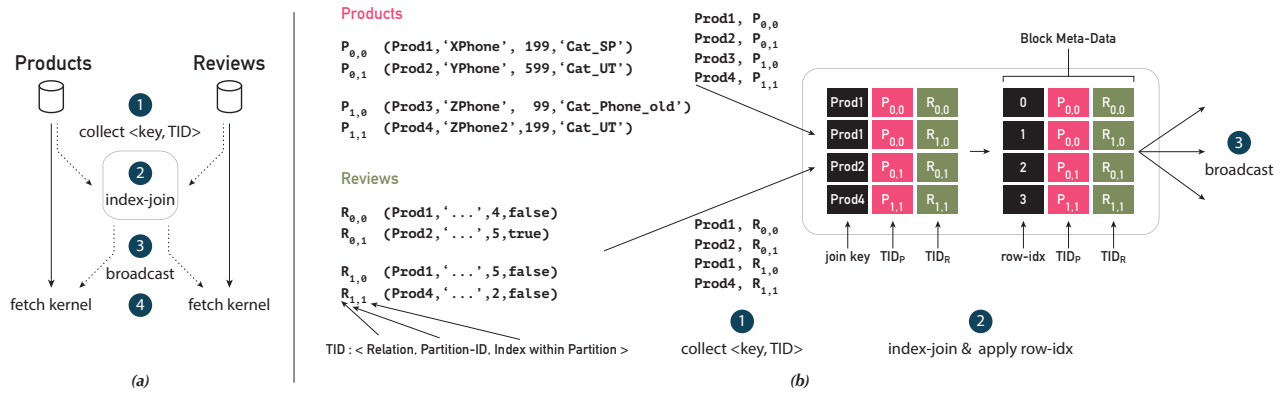 Products
Reviews
1
collect <key, TID>
2
index-join
3
broadcast
fetch kernel
4
fetch kernel
(a)
Products
P0,0 (Prod1,‘XPhone’, 199,‘Cat_SP’)
P0,1 (Prod2,‘YPhone’, 599,‘Cat_UT’)
P1,0 (Prod3,‘ZPhone’, 99,‘Cat_Phone_old’)
P1,1 (Prod4,‘ZPhone2’,199,‘Cat_UT’)
Reviews
R0,0 (Prod1,‘...’,4,false)
R0,1 (Prod2,‘...’,5,true)
R1,0 (Prod1,‘...’,5,false)
R1,1 (Prod4,‘...’,2,false)
TID : < Relation, Partition-ID, Index within Partition >
Prod1, P0,0
Prod2, P0,1
Prod3, P1,0
Prod4, P1,1
Prod1, R0,0
Prod2, R0,1
Prod1, R1,0
Prod4, R1,1
1
collect <key, TID>
Prod1 P0,0 R0,0
Prod1 P0,0 R1,0
Prod2 P0,1 R0,1
Prod4 P1,1 R1,1
join key TIDP TIDR
Block Meta-Data
0 P0,0 R0,0
1 P0,0 R1,0
2 P0,1 R0,1
3 P1,1 R1,1
row-idx TIDP TIDR
2
index-join & apply row-idx
3
broadcast
(b)